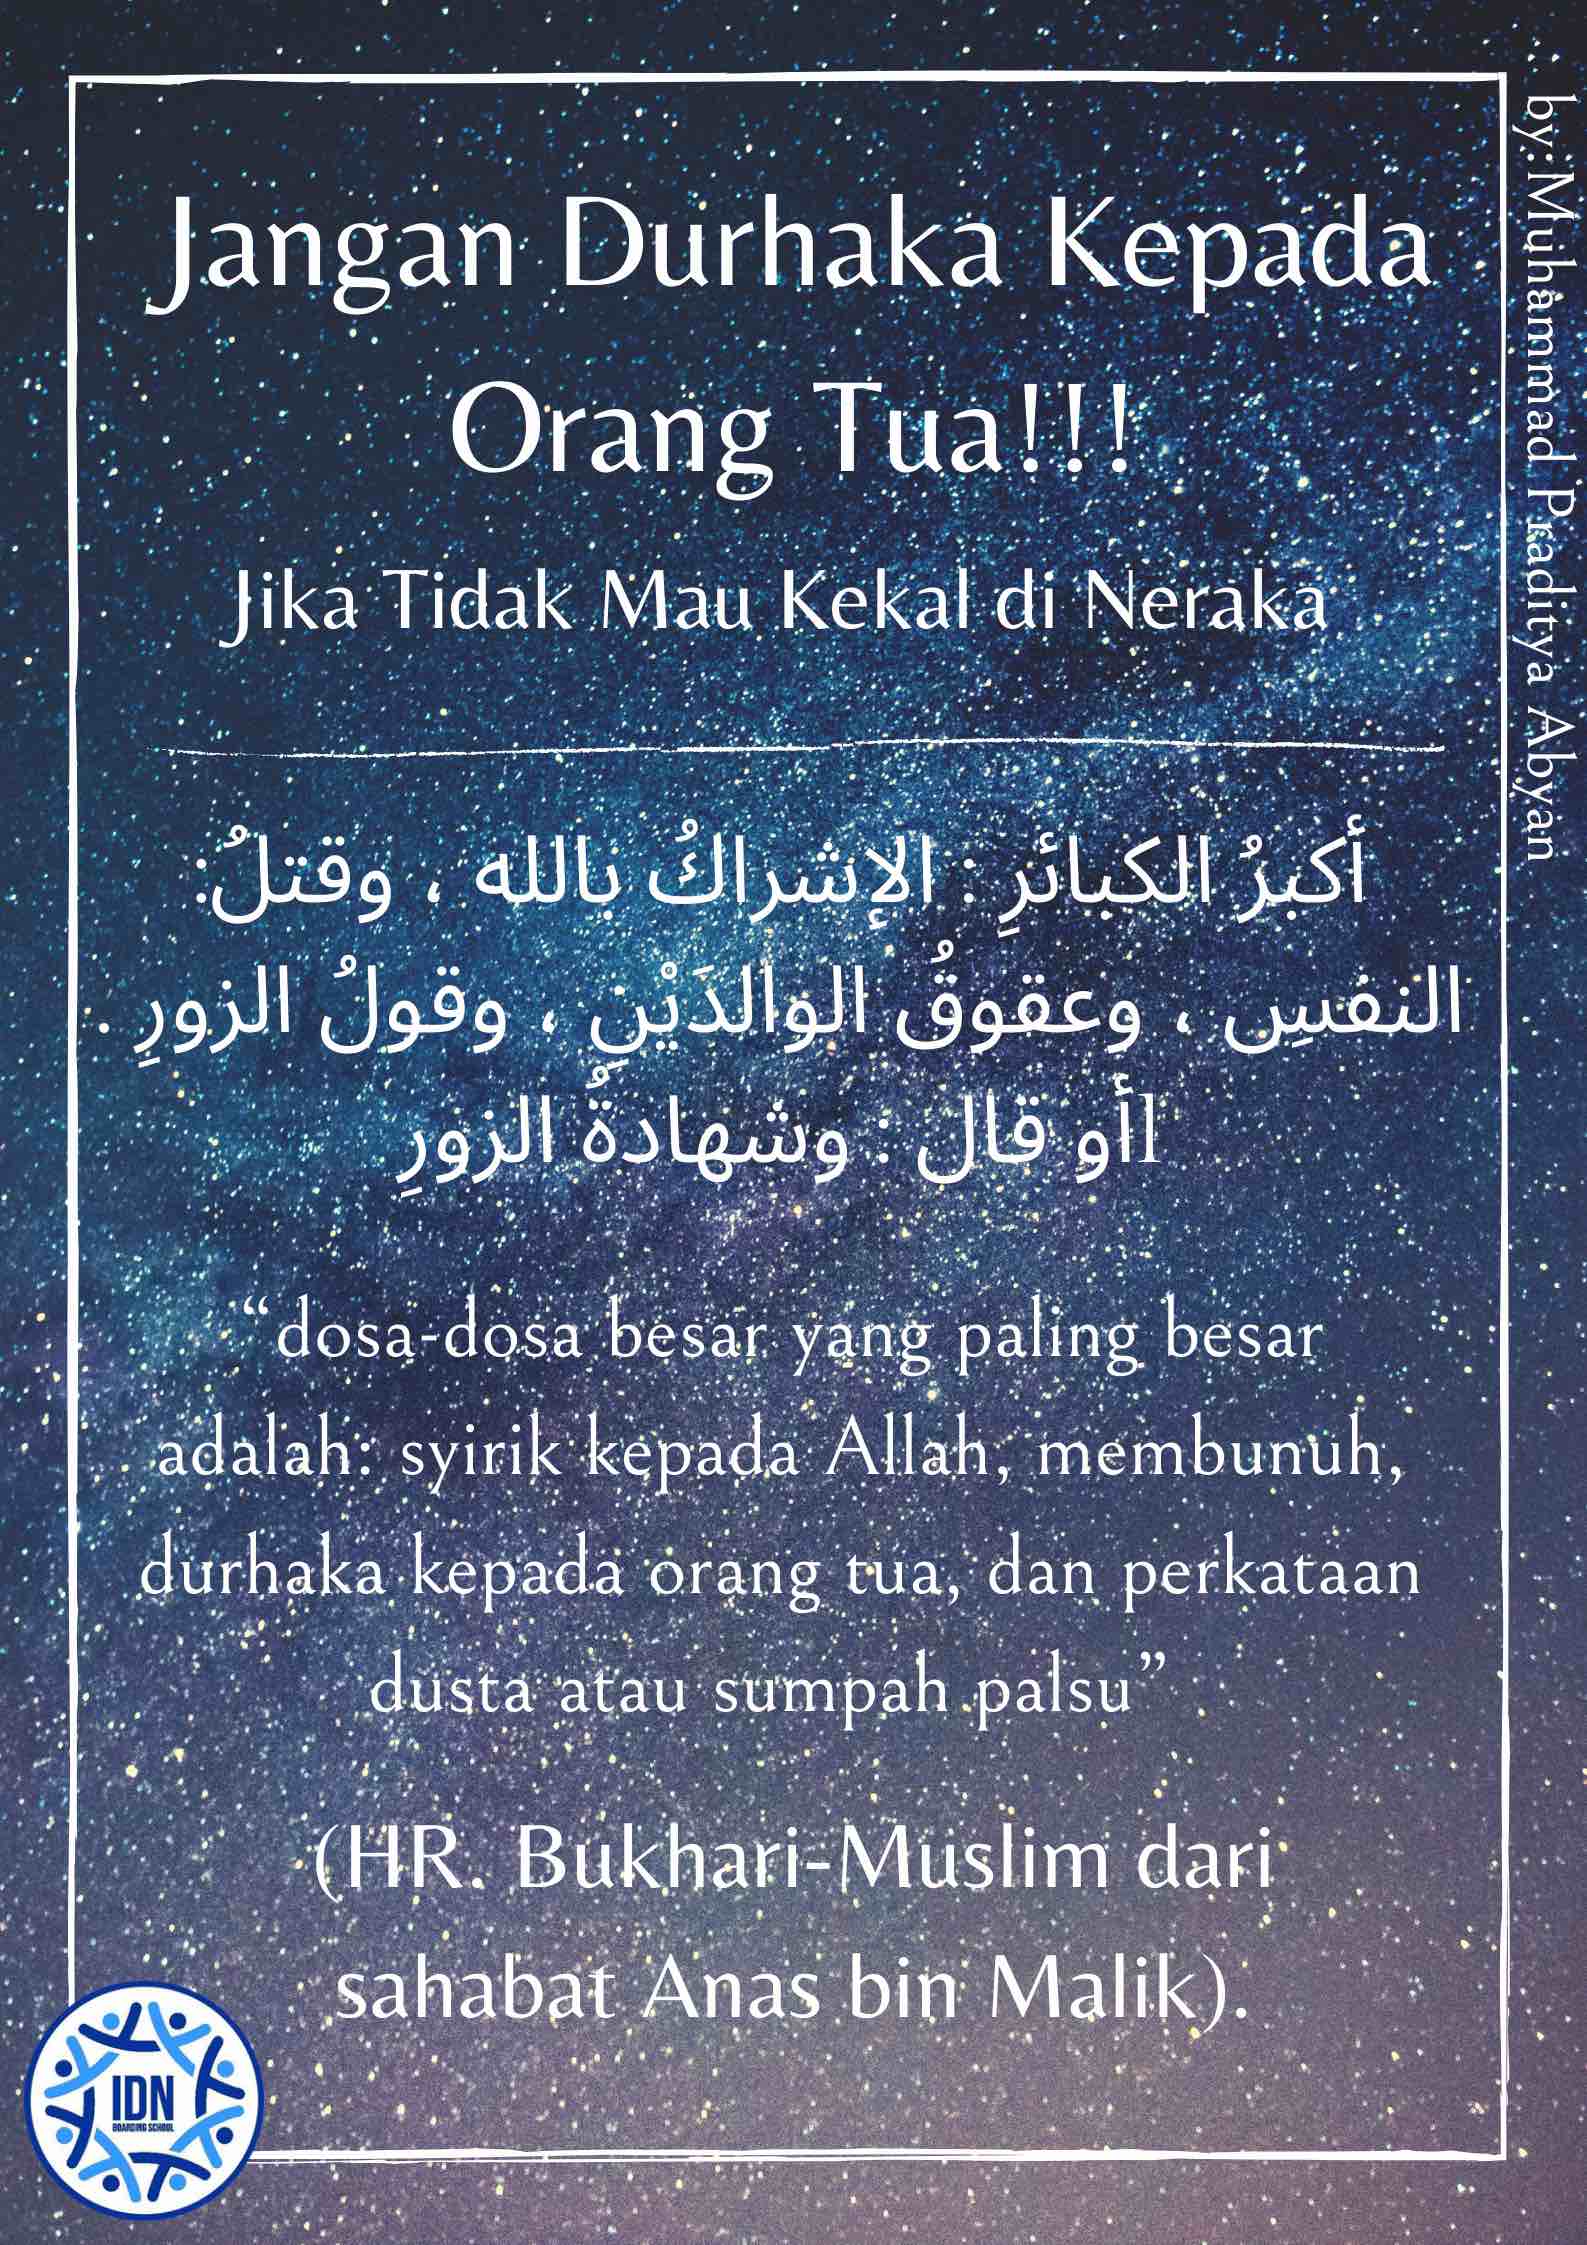 Jangan Durhaka Kepada
Orang Tua!!!
Jika Tidak Mau Kekal di Neraka
أكبرُ الكبائرِ : الإشراكُ بالله ، وقتلُ:
النفسِ ، وعقوقُ الوالدَيْنِ ، وقولُ الزورِ .
lأو قال : وشهادةُ الزورِ
“dosa-dosa besar yang paling besar
adalah: syirik kepada Allah, membunuh,
durhaka kepada orang tua, dan perkataan
dusta atau sumpah palsu”
(HR. Bukhari-Muslim dari
sahabat Anas bin Malik).
by:Muhammad Praditya Abyan
IDN
BOARDING SCHOOL